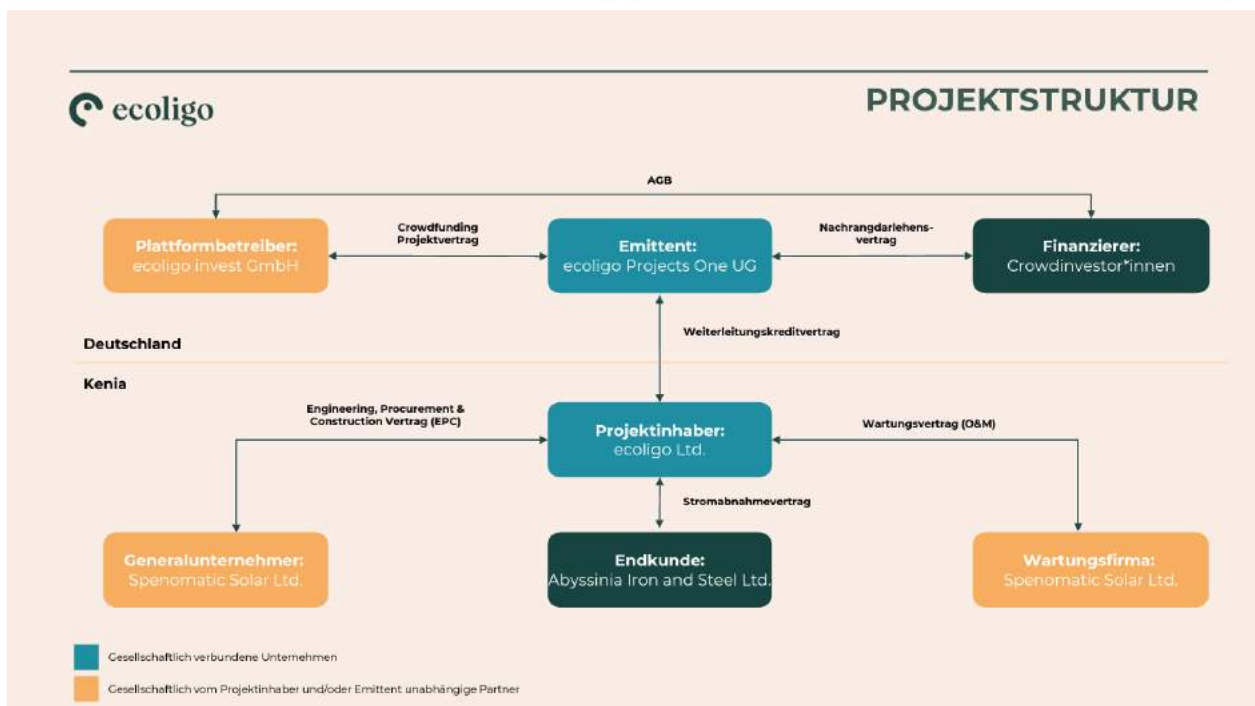 ecoligo
PROJEKTSTRUKTUR
AGB
Plattformbetreiber:
ecoligo invest GmbH
Crowdfunding
Projektvertrag
Emittent:
ecoligo Projects One UG
Nachrangdarlehens-
vertrag
Finanzierer:
Crowdinvestor*innen
Weiterleitungskreditvertrag
Deutschland
Kenia
Engineering, Procurement &
Construction Vertrag (EPC)
Projektinhaber:
ecoligo Ltd.
Wartungsvertrag (O&M)
Stromabnahmevertrag
Generalunternehmer:
Spenomatic Solar Ltd.
Endkunde:
Abyssinia Iron and Steel Ltd.
Wartungsfirma:
Spenomatic Solar Ltd.
Gesellschaftlich verbundene Unternehmen
Gesellschaftlich vom Projektinhaber und/oder Emittent unabhängige Partner